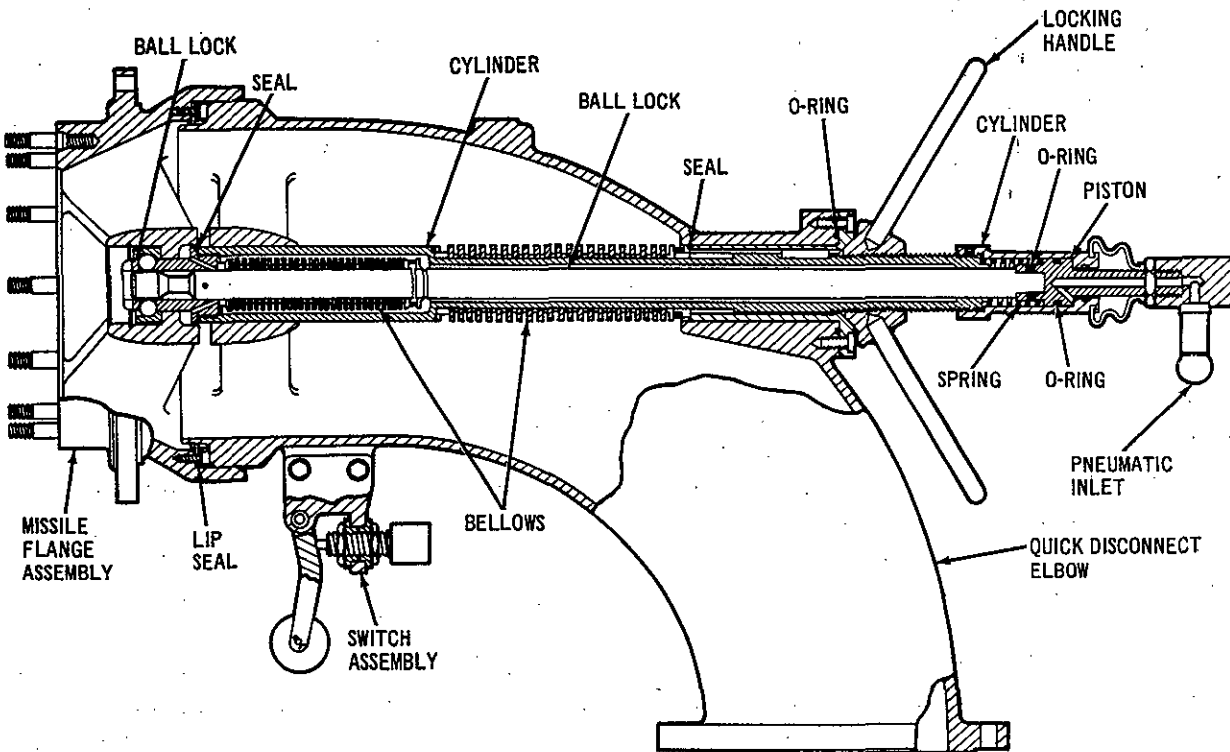 LOCKING
HANDLE
BALL LOCK
SEAL
CYLINDER
BALL LOCK
O-RING
CYLINDER
O-RING
PISTON
SEAL
SPRING
O-RING
PNEUMATIC
INLET
MISSILE
FLANGE
ASSEMBLY
LIP
SEAL
BELLOWS
QUICK DISCONNECT
ELBOW
SWITCH
ASSEMBLY